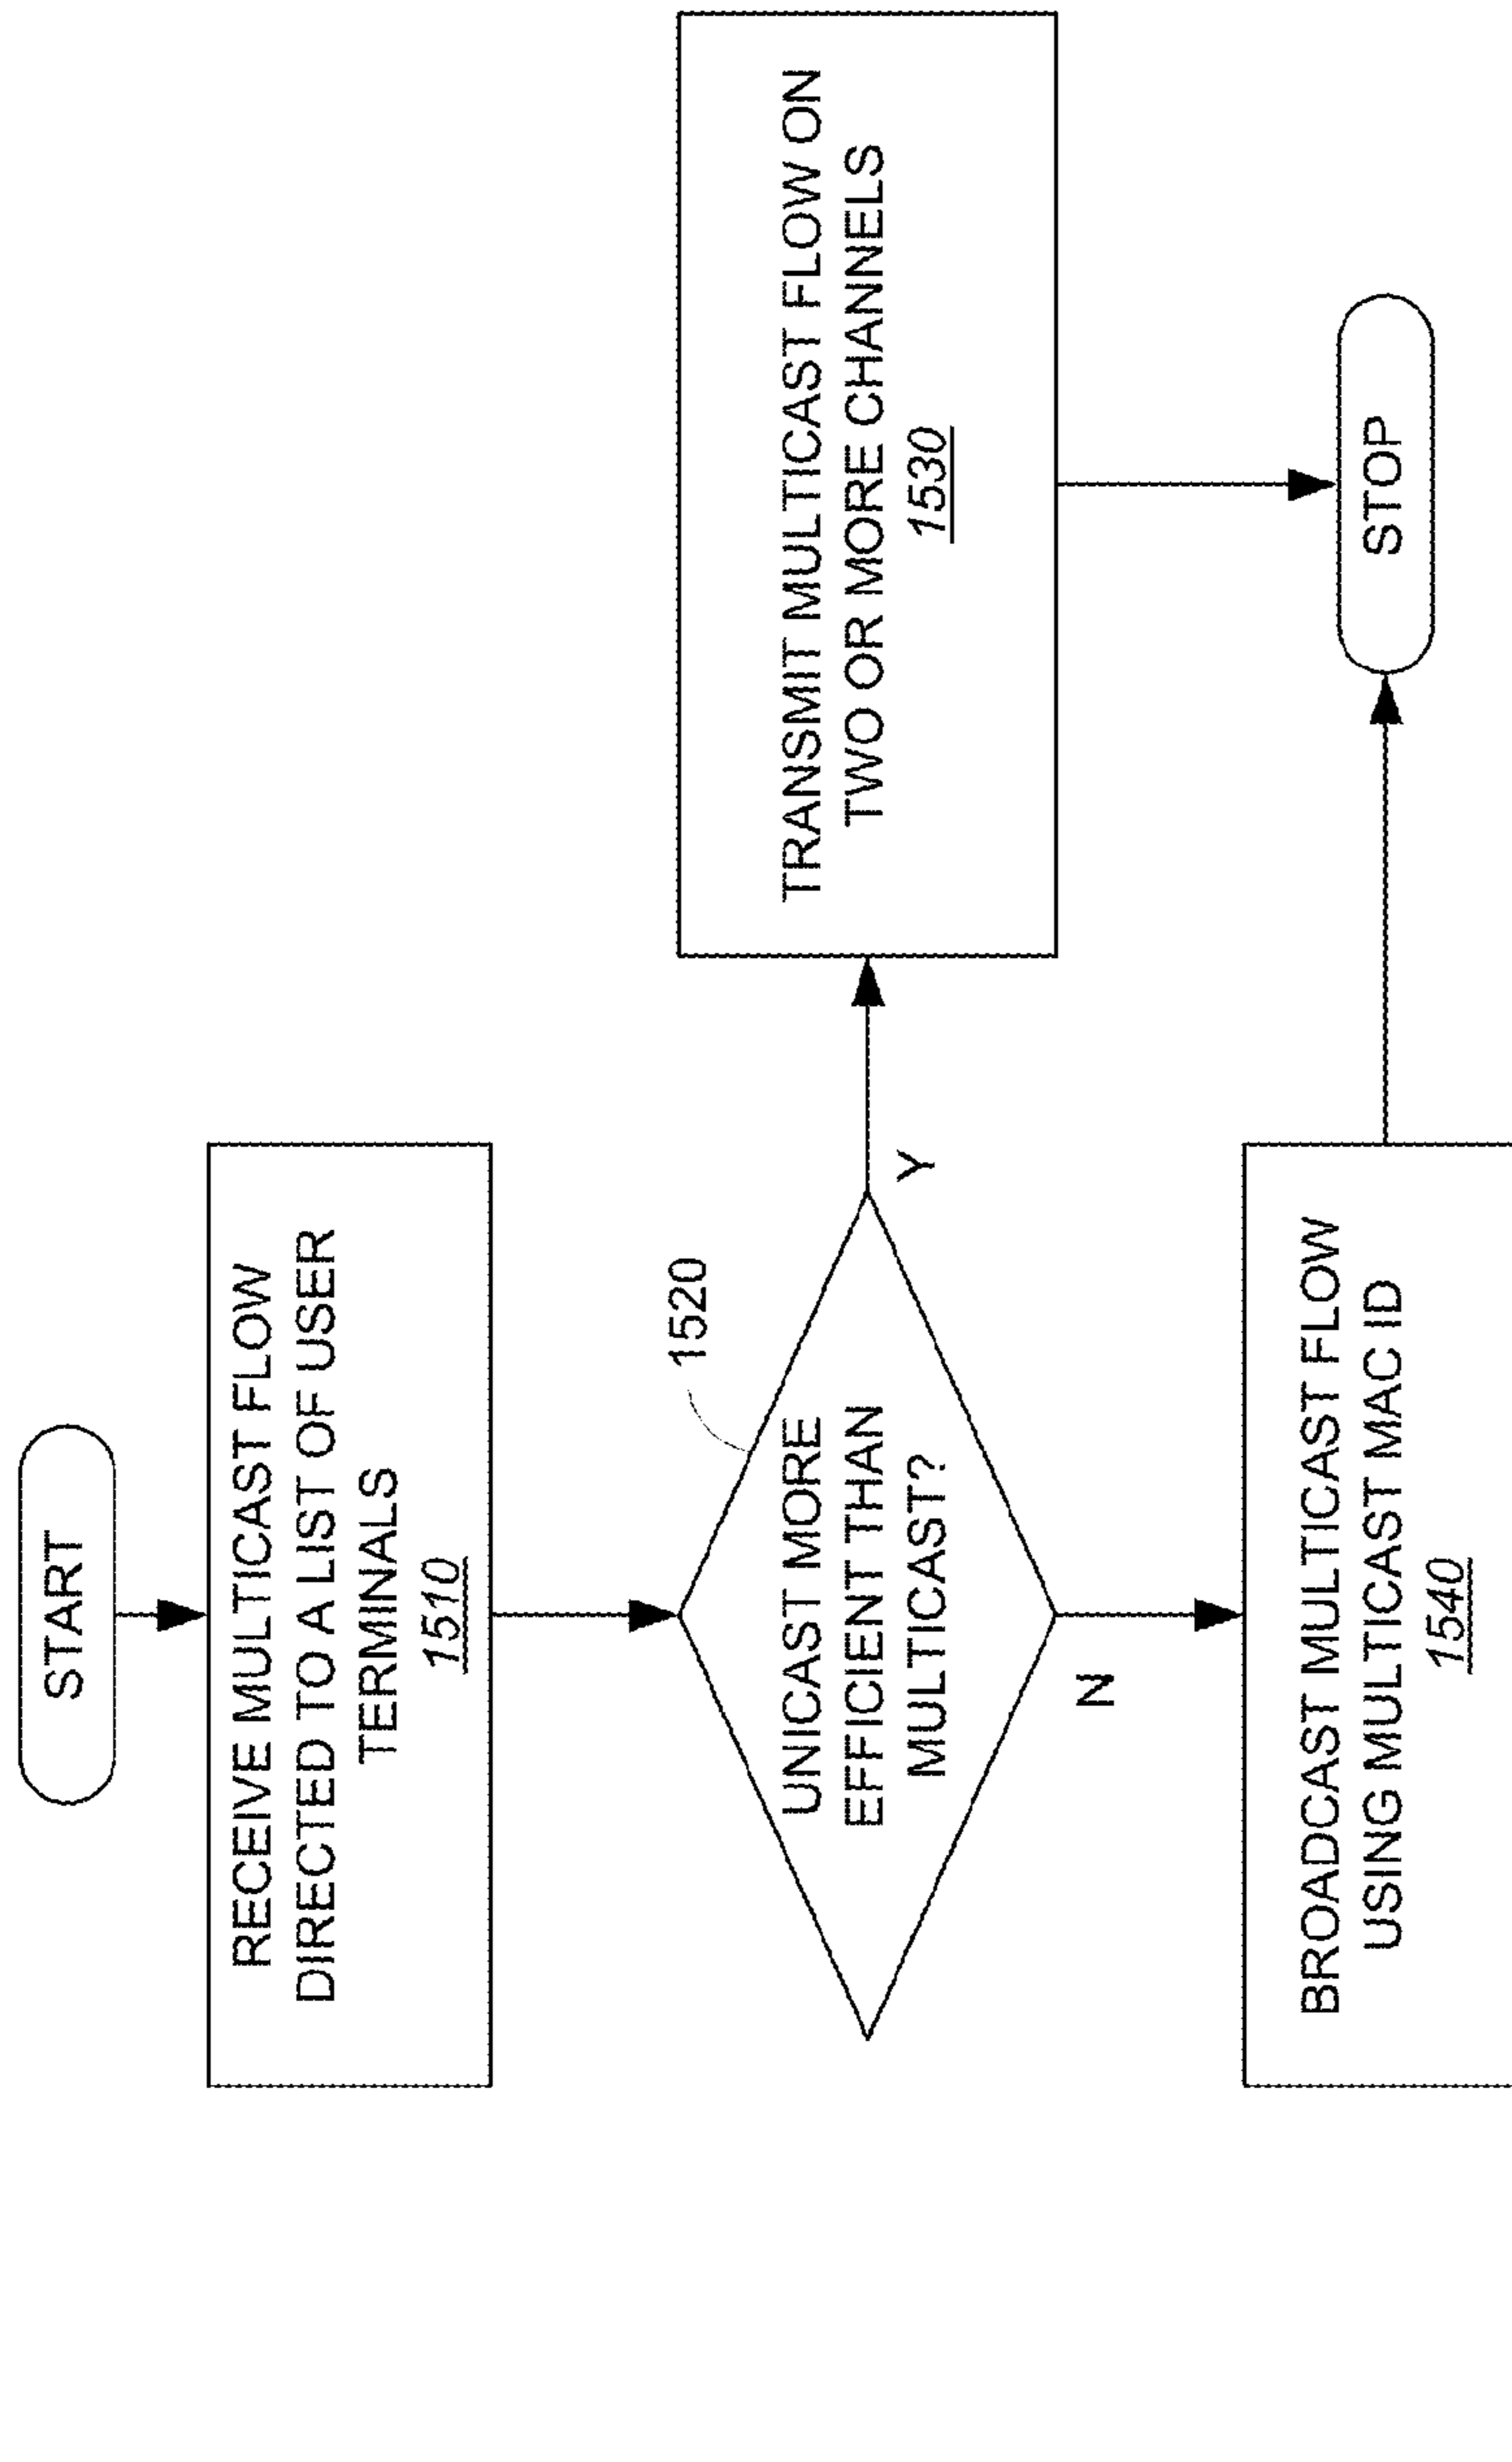 START
RECEIVE MULTICAST FLOW
DIRECTED TO A LIST OF USER
TERMINALS
1510
1520
UNICAST MORE
EFFICIENT THAN
MULTICAST?
Y
N
TRANSMIT MULTICAST FLOW ON
TWO OR MORE CHANNELS
1530
BROADCAST MULTICAST FLOW
USING MULTICAST MAC ID
1540
STOP